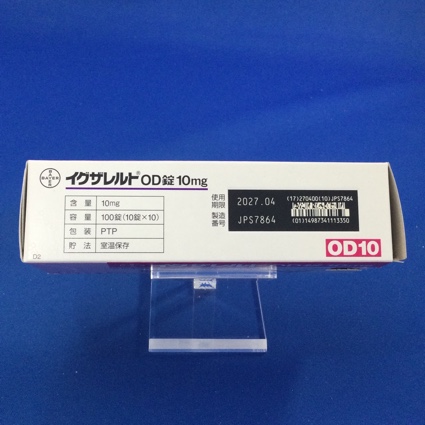 BAYER
イグザレルト® OD錠10mg
含 量 10mg
容 量 100錠(10錠×10)
包 装 PTP
貯 法 室温保存
使用期限 2027.04
製造番号 JPS7864
(17)270400(10)JPS7864
(01)14987341113350
OD10
D2